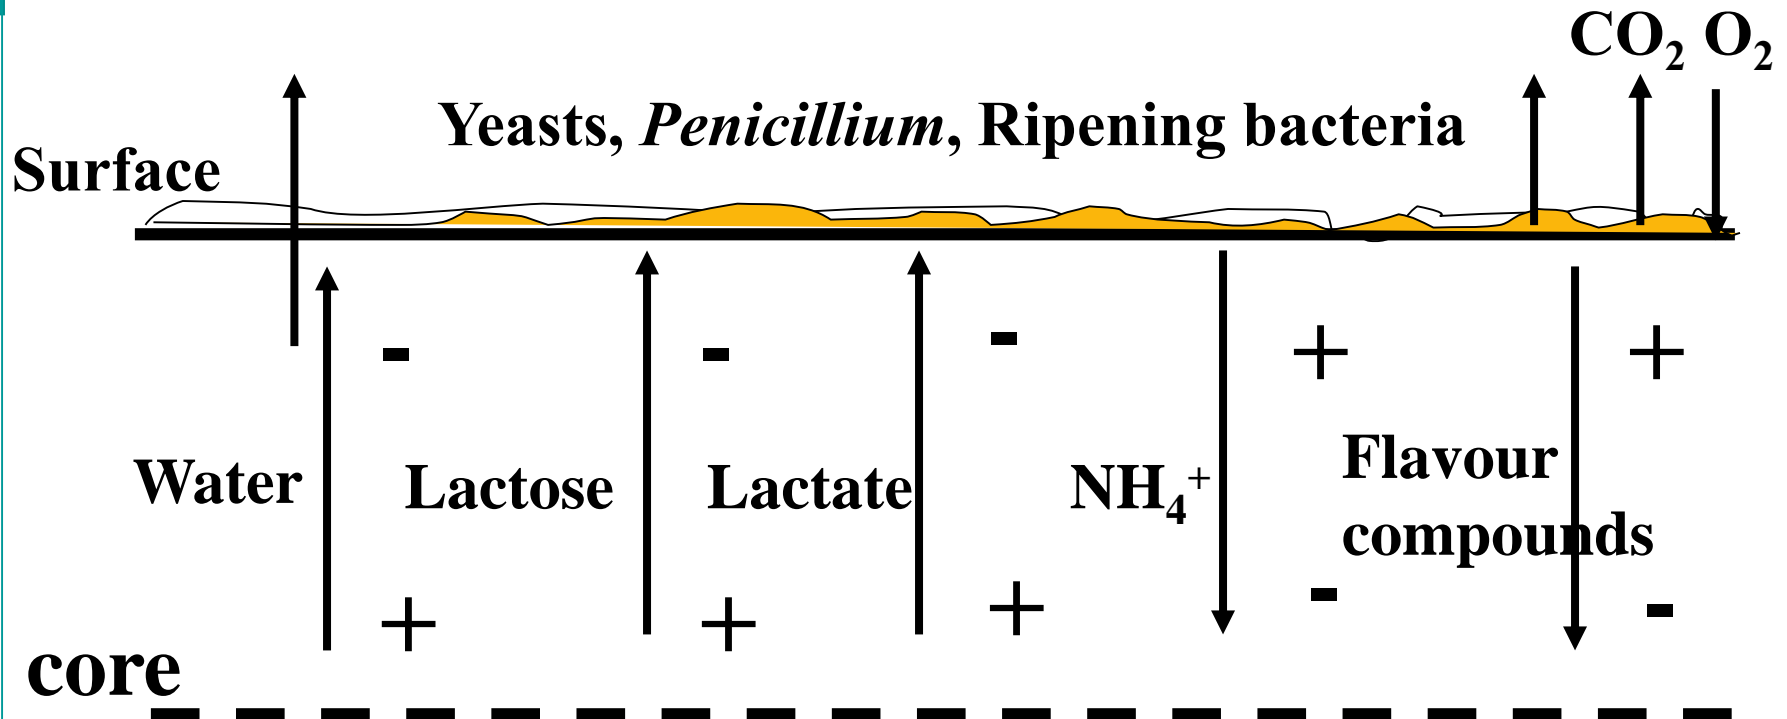 CO₂ O₂
Yeasts, Penicillium, Ripening bacteria
Surface
- - - + +
Water Lactose Lactate NH₄⁺ Flavour
compounds
+ + + - -
core